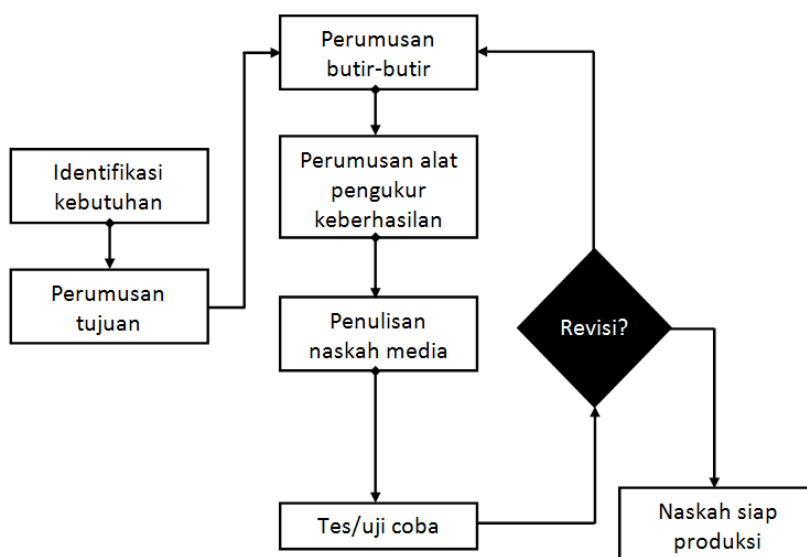 Perumusan
butir-butir
Identifikasi
kebutuhan
Perumusan alat
pengukur
keberhasilan
Perumusan
tujuan
Penulisan
naskah media
Revisi?
Tes/uji coba
Naskah siap
produksi